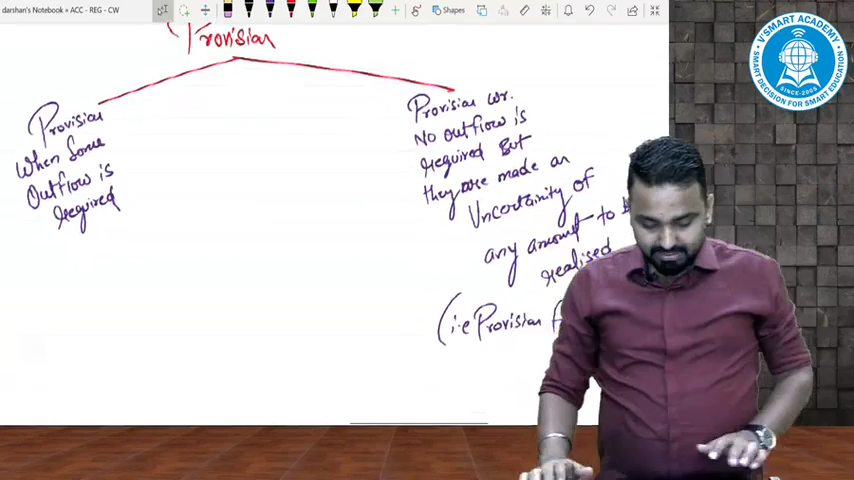 darshan's Notebook » ACC - REG - CW
Shapes
Provision
Provision
When Some
Outflow is
required
Provision wr.
No outflow is
required But
they are made on
Uncertainity of
any amount to
realised
(i.e Provision
V'SMART ACADEMY
SINCE-2005
SMART DECISION FOR SMART EDUCATION